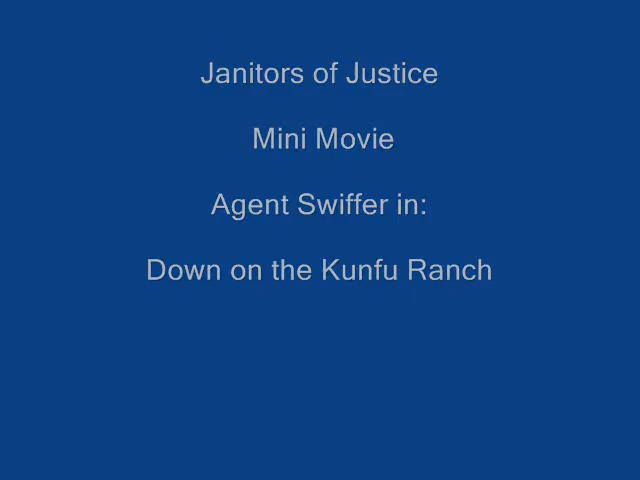 Janitors of Justice
Mini Movie
Agent Swiffer in:
Down on the Kunfu Ranch